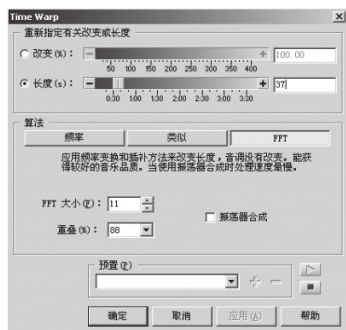 Time Warp
重新指定有关改变或长度
改变(%): 100.00
50 100 150 200 250 300 350 400
长度(s): 37
0:30 1:00 1:30 2:00 2:30 3:00 3:30
算法
频率 类似 FFT
应用频率变换和插补方法来改变长度，音调没有改变。能获
得较好的音乐品质。当使用振荡器合成时处理速度最慢。
FFT 大小(F): 11
振荡器合成
重叠(%): 88
预置(P)
确定 取消 应用(A) 帮助